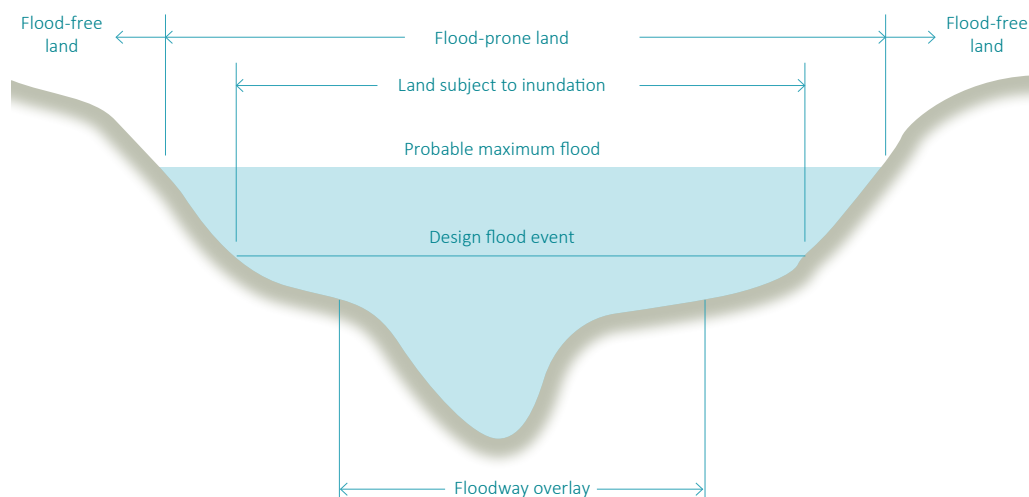 Flood-free
land
Flood-prone land
Flood-free
land
Land subject to inundation
Probable maximum flood
Design flood event
Floodway overlay